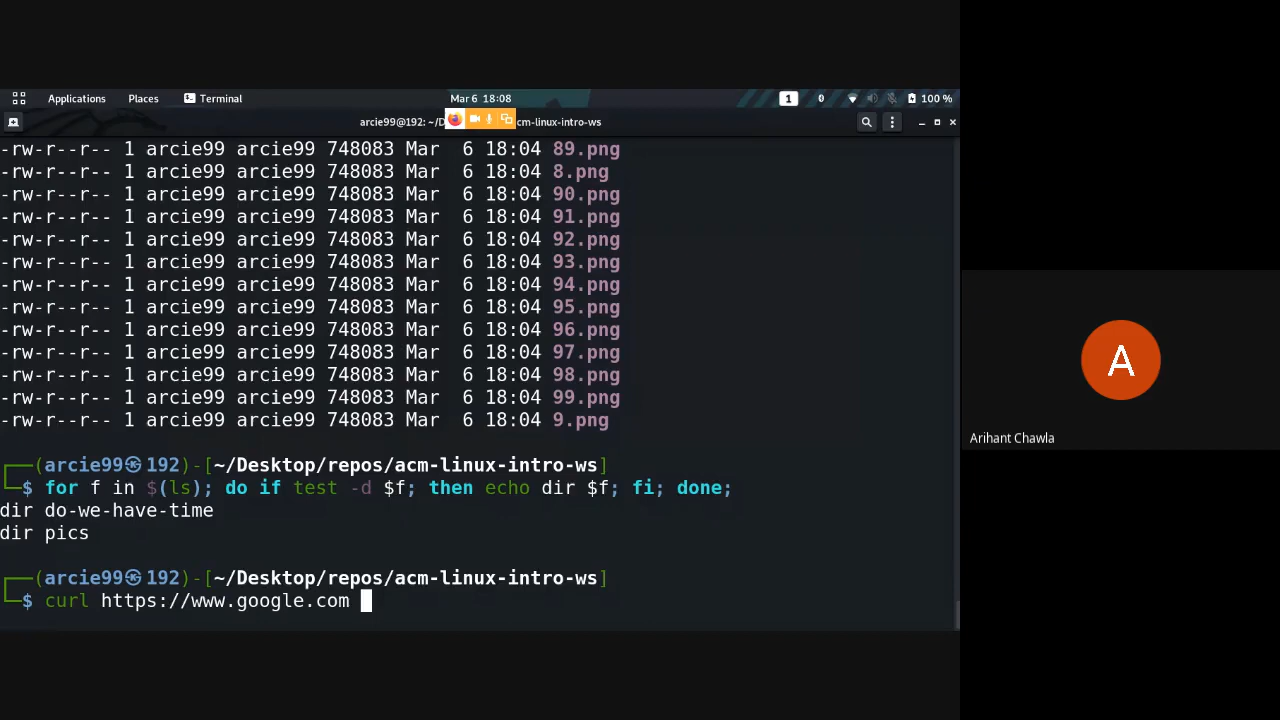 Applications Places Terminal Mar 6 18:08 1 100 %
arcie99@192: ~/D cm-linux-intro-ws
-rw-r--r-- 1 arcie99 arcie99 748083 Mar 6 18:04 89.png
-rw-r--r-- 1 arcie99 arcie99 748083 Mar 6 18:04 8.png
-rw-r--r-- 1 arcie99 arcie99 748083 Mar 6 18:04 90.png
-rw-r--r-- 1 arcie99 arcie99 748083 Mar 6 18:04 91.png
-rw-r--r-- 1 arcie99 arcie99 748083 Mar 6 18:04 92.png
-rw-r--r-- 1 arcie99 arcie99 748083 Mar 6 18:04 93.png
-rw-r--r-- 1 arcie99 arcie99 748083 Mar 6 18:04 94.png
-rw-r--r-- 1 arcie99 arcie99 748083 Mar 6 18:04 95.png
-rw-r--r-- 1 arcie99 arcie99 748083 Mar 6 18:04 96.png
-rw-r--r-- 1 arcie99 arcie99 748083 Mar 6 18:04 97.png
-rw-r--r-- 1 arcie99 arcie99 748083 Mar 6 18:04 98.png
-rw-r--r-- 1 arcie99 arcie99 748083 Mar 6 18:04 99.png
-rw-r--r-- 1 arcie99 arcie99 748083 Mar 6 18:04 9.png
┌──(arcie99㉿192)-[~/Desktop/repos/acm-linux-intro-ws]
└─$ for f in $(ls); do if test -d $f; then echo dir $f; fi; done;
dir do-we-have-time
dir pics
┌──(arcie99㉿192)-[~/Desktop/repos/acm-linux-intro-ws]
└─$ curl https://www.google.com
A
Arihant Chawla